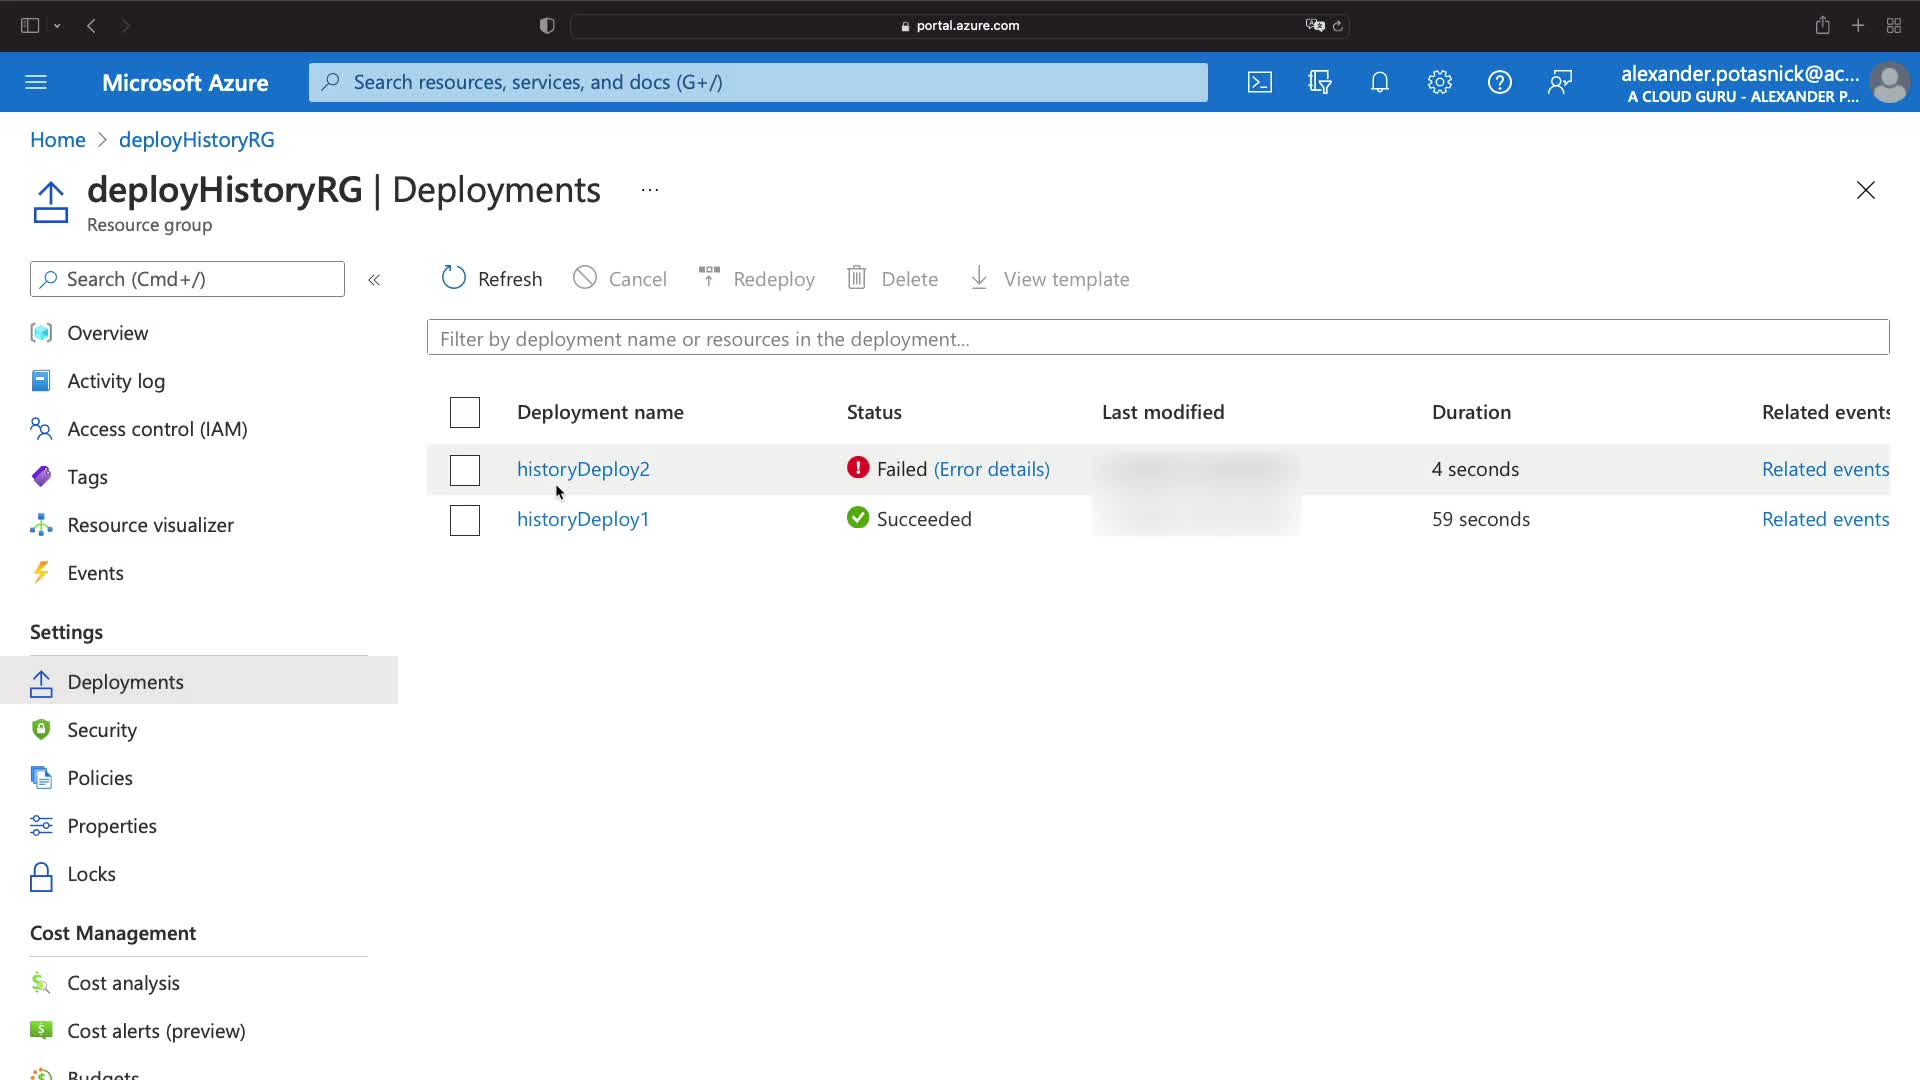 portal.azure.com
Microsoft Azure
Search resources, services, and docs (G+/)
alexander.potasnick@ac...
A CLOUD GURU - ALEXANDER P...
Home > deployHistoryRG
deployHistoryRG | Deployments ...
Resource group
Search (Cmd+/)
«
Refresh
Cancel
Redeploy
Delete
View template
Overview
Activity log
Access control (IAM)
Tags
Resource visualizer
Events
Settings
Deployments
Security
Policies
Properties
Locks
Cost Management
Cost analysis
Cost alerts (preview)
Budgets
Filter by deployment name or resources in the deployment...
Deployment name Status Last modified Duration Related events
historyDeploy2 Failed (Error details) 4 seconds Related events
historyDeploy1 Succeeded 59 seconds Related events